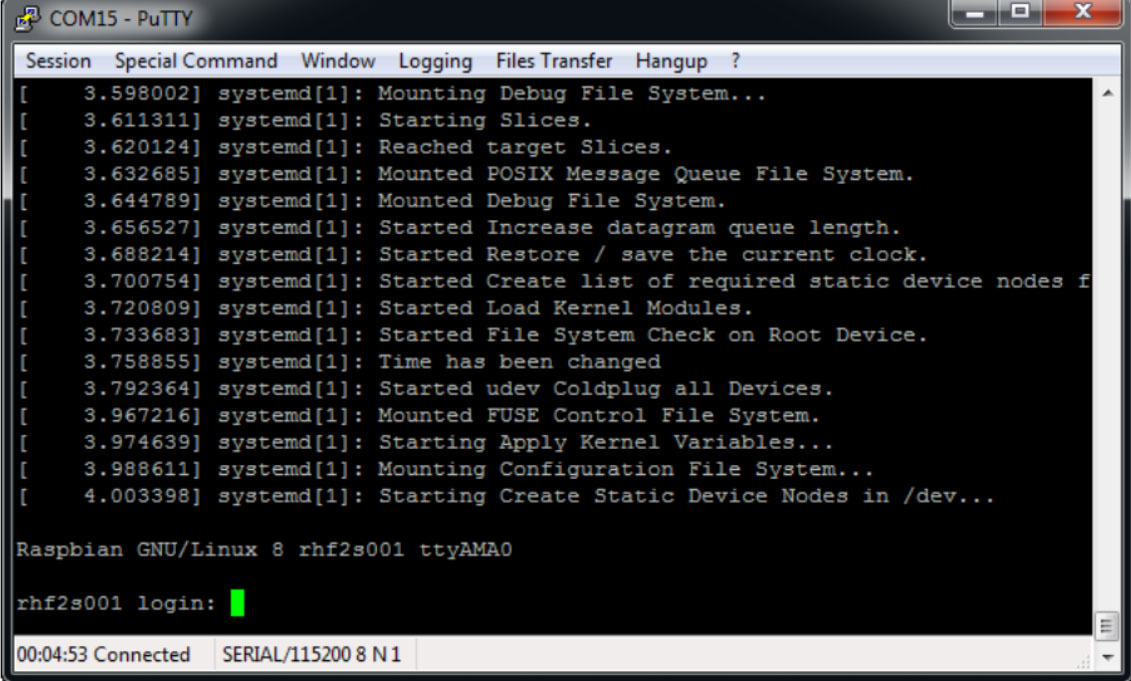 COM15 - PuTTY
Session Special Command Window Logging Files Transfer Hangup ?
[    3.598002] systemd[1]: Mounting Debug File System...
[    3.611311] systemd[1]: Starting Slices.
[    3.620124] systemd[1]: Reached target Slices.
[    3.632685] systemd[1]: Mounted POSIX Message Queue File System.
[    3.644789] systemd[1]: Mounted Debug File System.
[    3.656527] systemd[1]: Started Increase datagram queue length.
[    3.688214] systemd[1]: Started Restore / save the current clock.
[    3.700754] systemd[1]: Started Create list of required static device nodes f
[    3.720809] systemd[1]: Started Load Kernel Modules.
[    3.733683] systemd[1]: Started File System Check on Root Device.
[    3.758855] systemd[1]: Time has been changed
[    3.792364] systemd[1]: Started udev Coldplug all Devices.
[    3.967216] systemd[1]: Mounted FUSE Control File System.
[    3.974639] systemd[1]: Starting Apply Kernel Variables...
[    3.988611] systemd[1]: Mounting Configuration File System...
[    4.003398] systemd[1]: Starting Create Static Device Nodes in /dev...
Raspbian GNU/Linux 8 rhf2s001 ttyAMA0
rhf2s001 login:
00:04:53 Connected SERIAL/115200 8 N 1